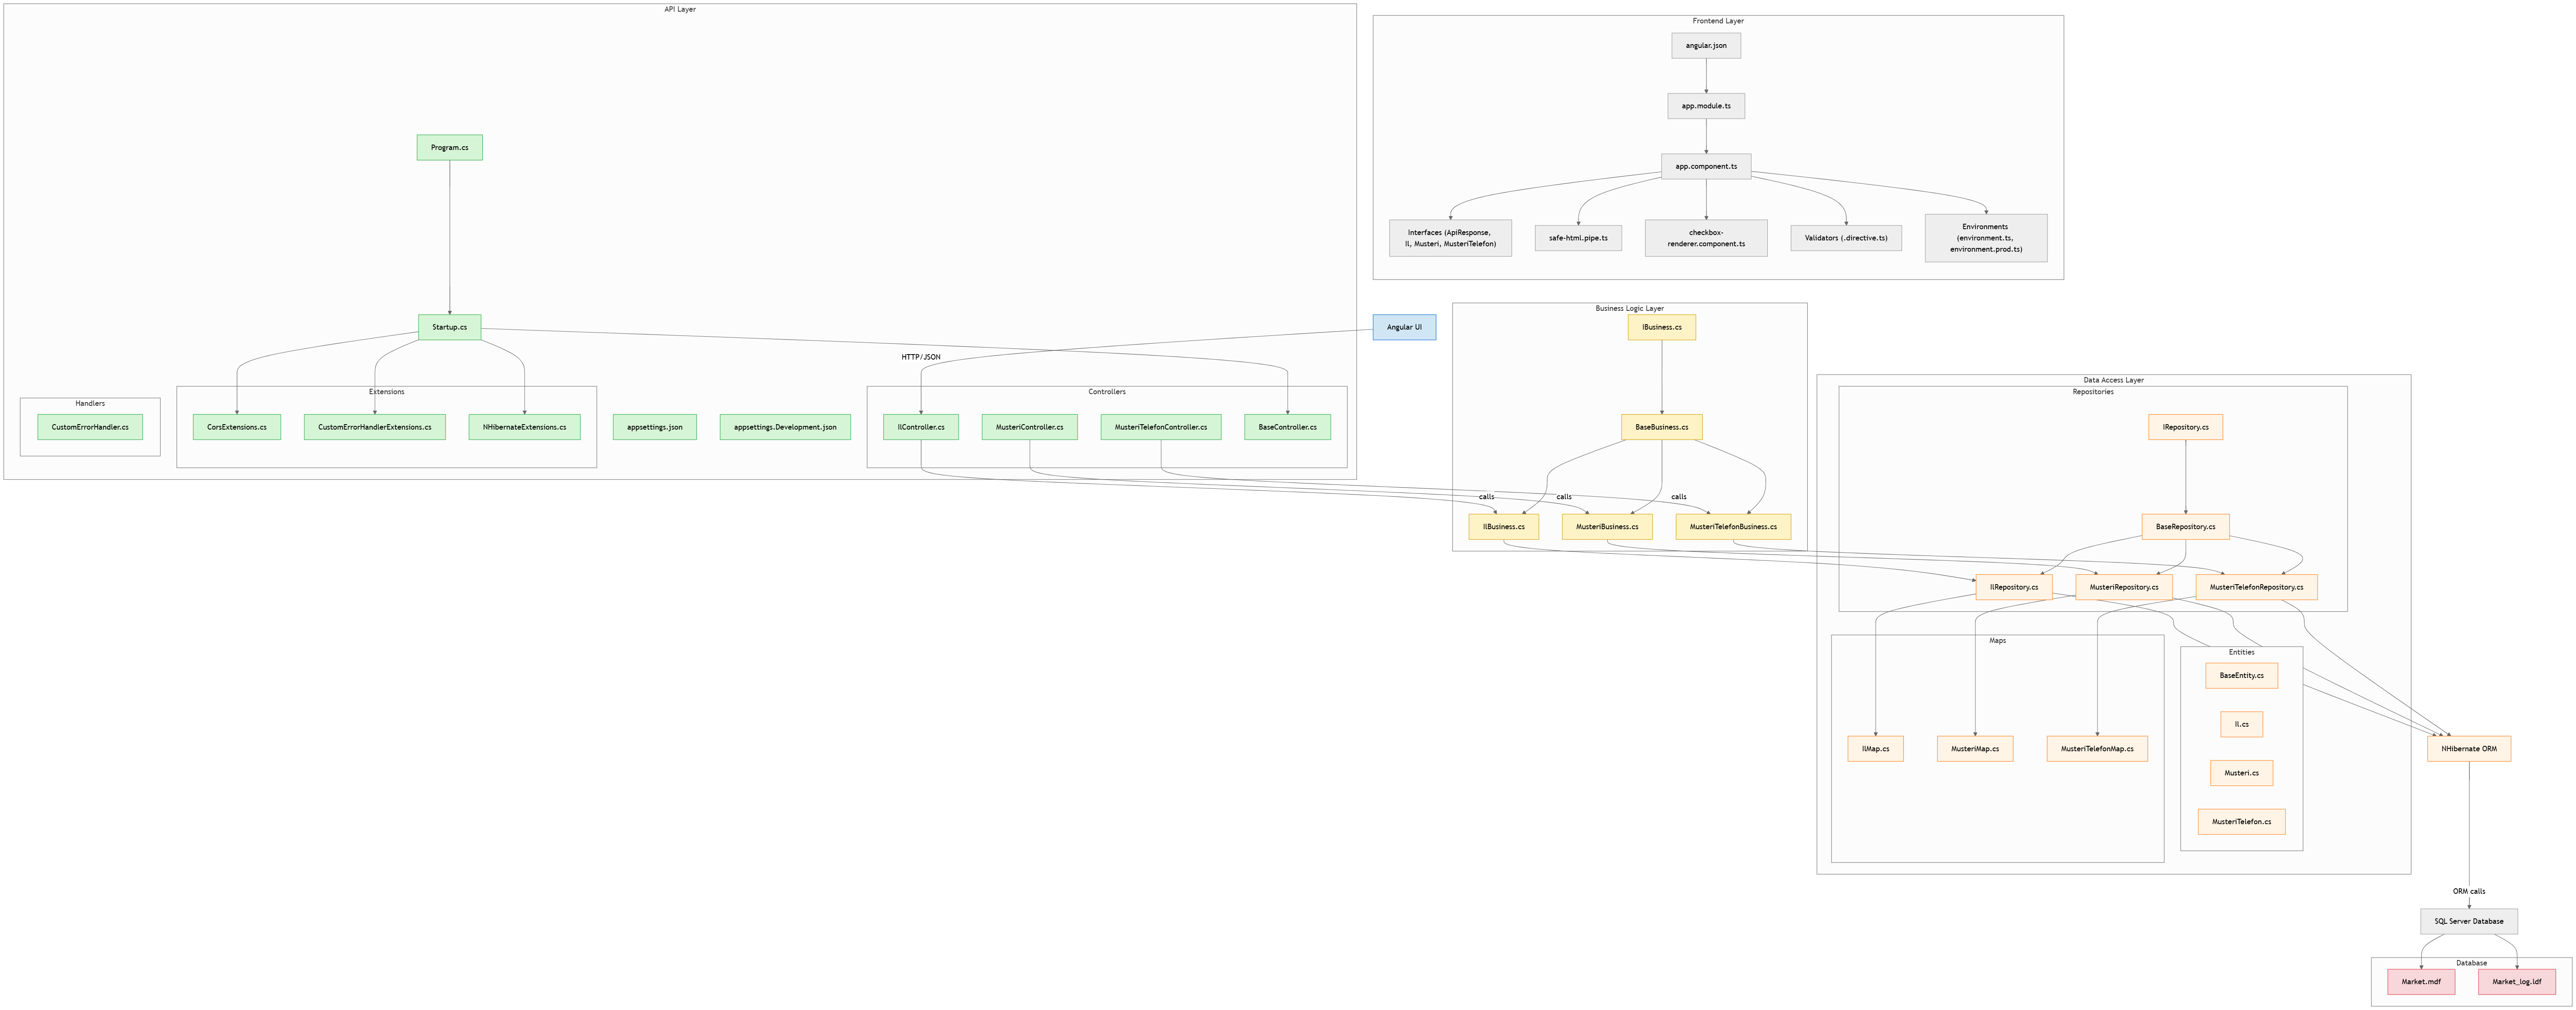 API Layer
Program.cs
Startup.cs
Handlers
CustomErrorHandler.cs
Extensions
CorsExtensions.cs
CustomErrorHandlerExtensions.cs
NHibernateExtensions.cs
appsettings.json
appsettings.Development.json
HTTP/JSON
Controllers
IlController.cs
MusteriController.cs
MusteriTelefonController.cs
BaseController.cs
Frontend Layer
angular.json
app.module.ts
app.component.ts
Interfaces (ApiResponse,
Il, Musteri, MusteriTelefon)
safe-html.pipe.ts
checkbox-
renderer.component.ts
Validators (.directive.ts)
Environments
(environment.ts,
environment.prod.ts)
Angular UI
Business Logic Layer
IBusiness.cs
BaseBusiness.cs
calls
calls
calls
IlBusiness.cs
MusteriBusiness.cs
MusteriTelefonBusiness.cs
Data Access Layer
Repositories
IRepository.cs
BaseRepository.cs
IlRepository.cs
MusteriRepository.cs
MusteriTelefonRepository.cs
Maps
IlMap.cs
MusteriMap.cs
MusteriTelefonMap.cs
Entities
BaseEntity.cs
Il.cs
Musteri.cs
MusteriTelefon.cs
NHibernate ORM
ORM calls
SQL Server Database
Database
Market.mdf
Market_log.ldf